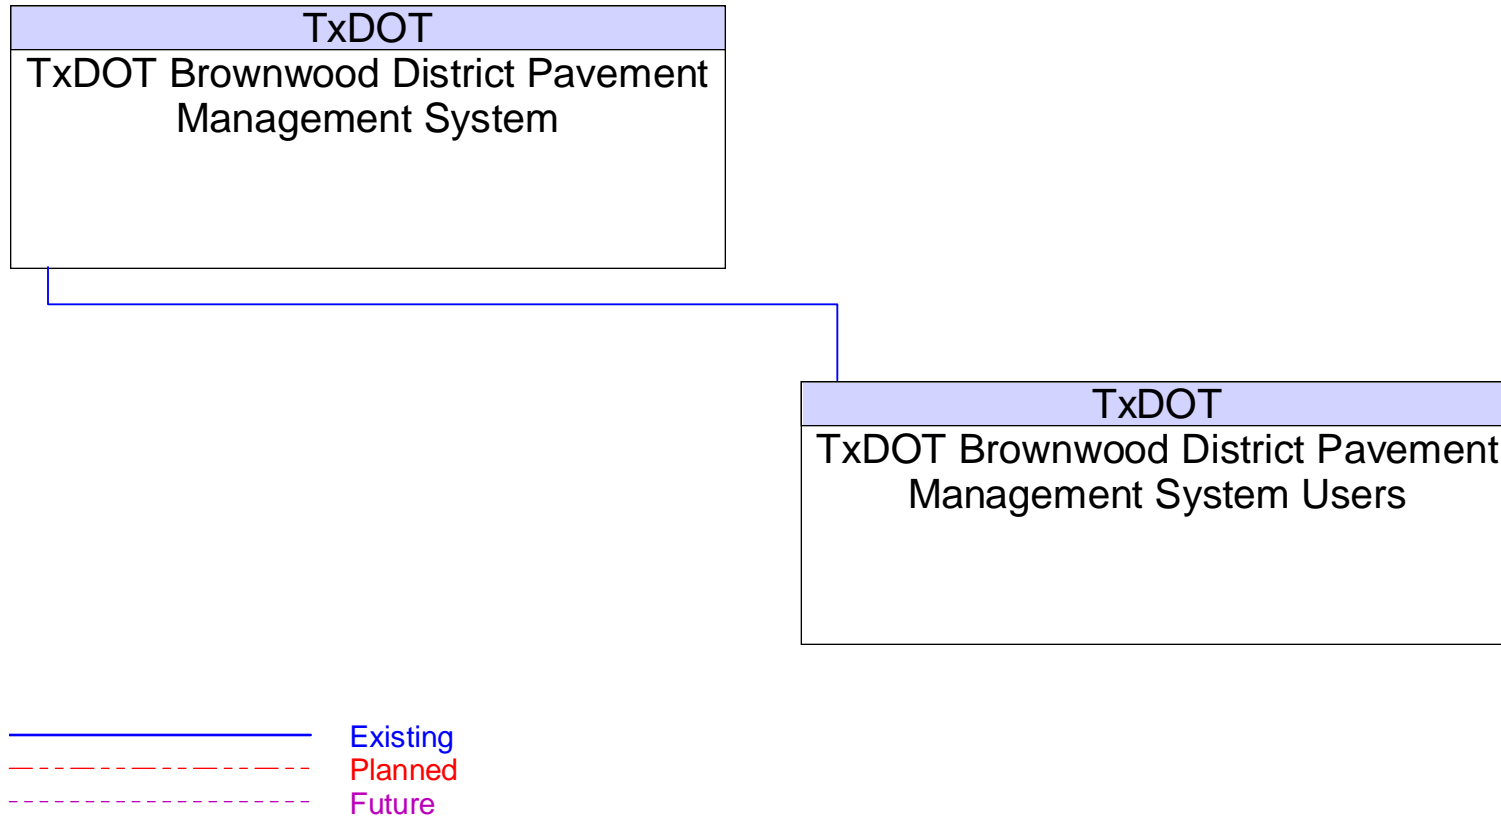 TxDOT
TxDOT Brownwood District Pavement
Management System
TxDOT
TxDOT Brownwood District Pavement
Management System Users
Existing
Planned
Future